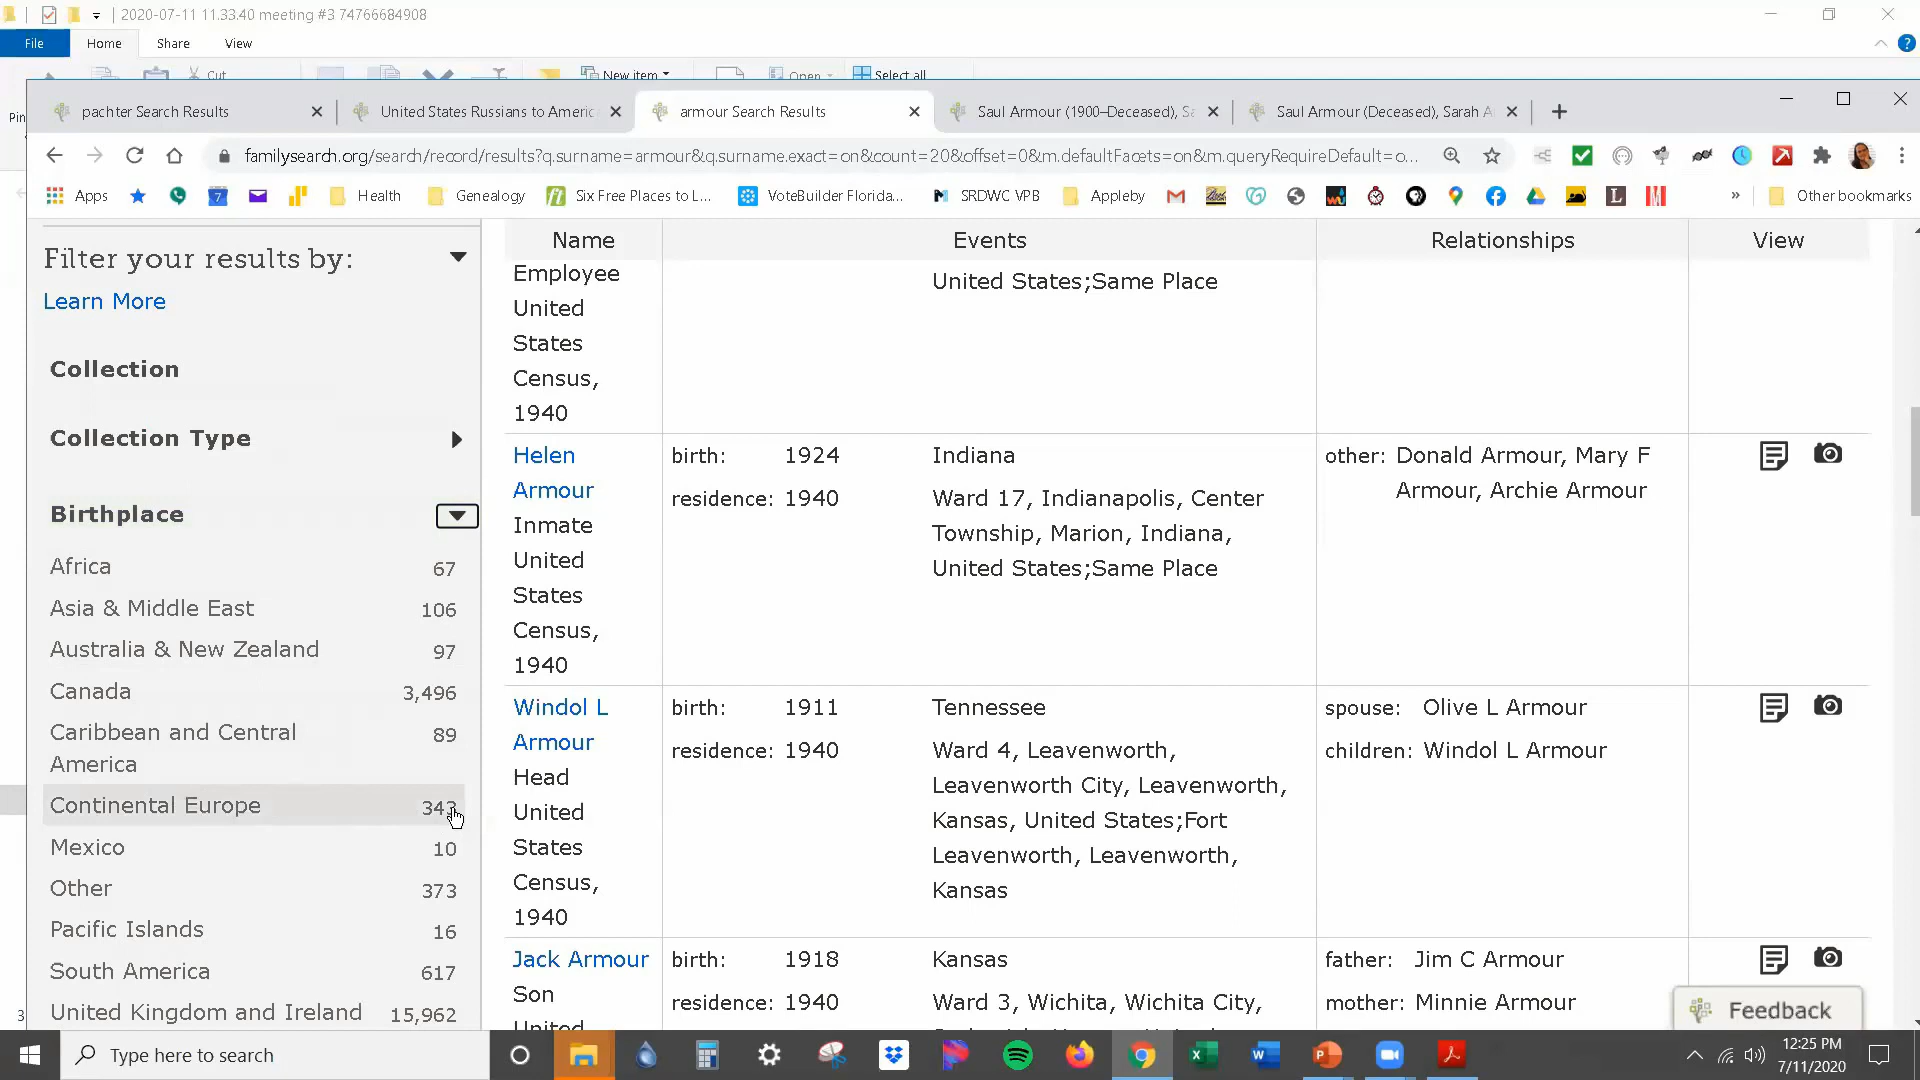 2020-07-11 11.33.40 meeting #3 74766684908
File Home Share View
Cut New item Open Select all
Pin
pachter Search Results
United States Russians to Americ
armour Search Results
Saul Armour (1900–Deceased), Sa
Saul Armour (Deceased), Sarah A
familysearch.org/search/record/results?q.surname=armour&q.surname.exact=on&count=20&offset=0&m.defaultFacets=on&m.queryRequireDefault=o...
Apps 7 Health Genealogy Six Free Places to L... VoteBuilder Florida... SRDWC VPB Appleby L » Other bookmarks
Filter your results by:
Learn More
Collection
Collection Type
Birthplace
Africa 67
Asia & Middle East 106
Australia & New Zealand 97
Canada 3,496
Caribbean and Central 89
America
Continental Europe 343
Mexico 10
Other 373
Pacific Islands 16
South America 617
United Kingdom and Ireland 15,962
Name Events Relationships View
Employee
United
States
Census,
1940
United States;Same Place
Helen
Armour
Inmate
United
States
Census,
1940
birth: 1924 Indiana
residence: 1940 Ward 17, Indianapolis, Center
Township, Marion, Indiana,
United States;Same Place
other: Donald Armour, Mary F
Armour, Archie Armour
Windol L
Armour
Head
United
States
Census,
1940
birth: 1911 Tennessee
residence: 1940 Ward 4, Leavenworth,
Leavenworth City, Leavenworth,
Kansas, United States;Fort
Leavenworth, Leavenworth,
Kansas
spouse: Olive L Armour
children: Windol L Armour
Jack Armour
Son
United
birth: 1918 Kansas
residence: 1940 Ward 3, Wichita, Wichita City,
father: Jim C Armour
mother: Minnie Armour
Feedback
3
Type here to search
12:25 PM
7/11/2020